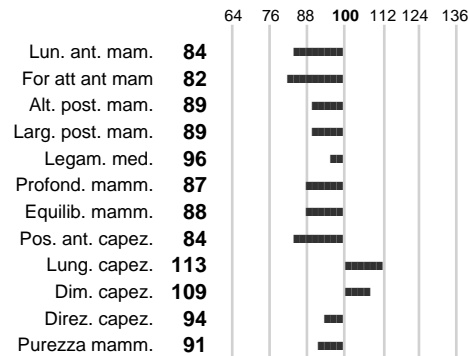 64 76 88 100 112 124 136
Lun. ant. mam. 84
For att ant mam 82
Alt. post. mam. 89
Larg. post. mam. 89
Legam. med. 96
Profond. mamm. 87
Equilib. mamm. 88
Pos. ant. capez. 84
Lung. capez. 113
Dim. capez. 109
Direz. capez. 94
Purezza mamm. 91